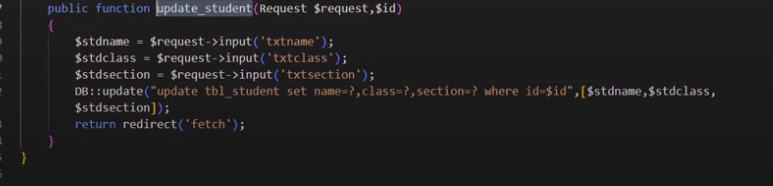 public function update_student(Request $request,$id)
{
$stdname = $request->input('txtname');
$stdclass = $request->input('txtclass');
$stdsection = $request->input('txtsection');
DB::update("update tbl_student set name=?,class=?,section=? where id=$id",[$stdname,$stdclass,
$stdsection]);
return redirect('fetch');
}
}